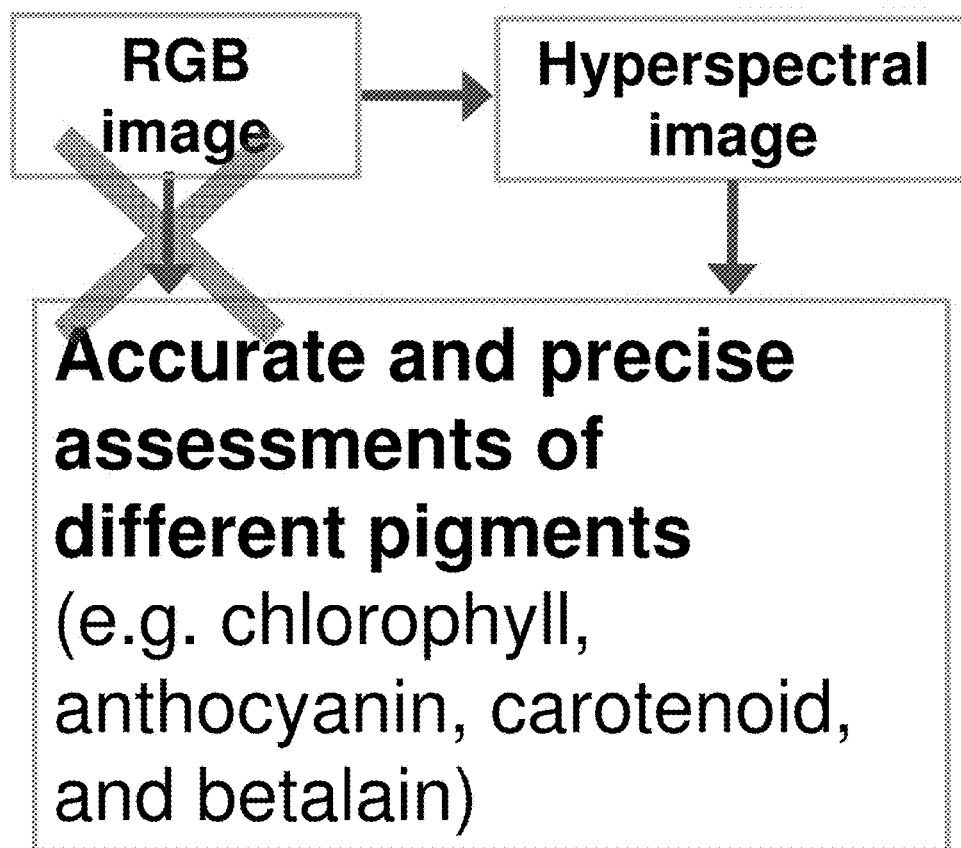 RGB
image
Hyperspectral
image
Accurate and precise
assessments of
different pigments
(e.g. chlorophyll,
anthocyanin, carotenoid,
and betalain)